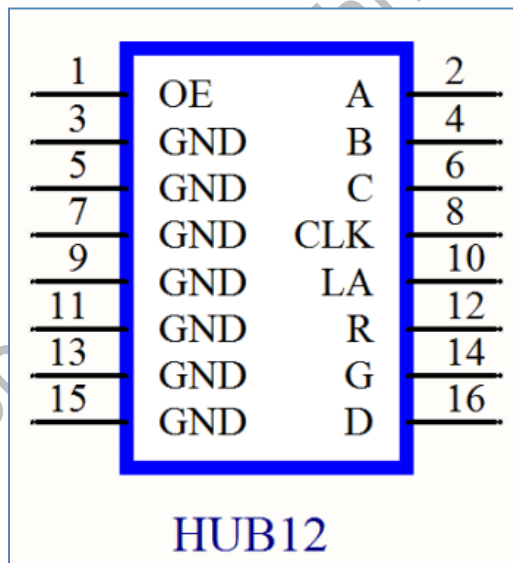 1 OE A 2
3 GND B 4
5 GND C 6
7 GND CLK 8
9 GND LA 10
11 GND R 12
13 GND G 14
15 GND D 16
HUB12